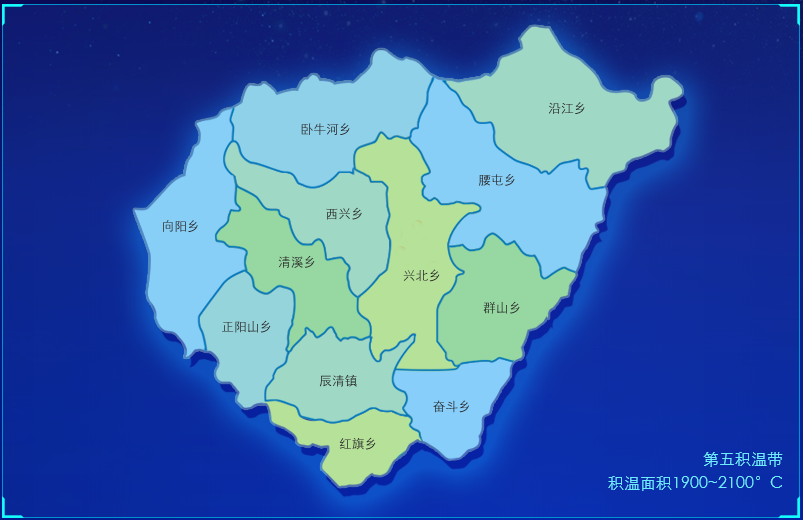 沿江乡
卧牛河乡
腰屯乡
西兴乡
向阳乡
清溪乡
兴北乡
群山乡
正阳山乡
辰清镇
奋斗乡
红旗乡
第五积温带
积温面积1900~2100°C